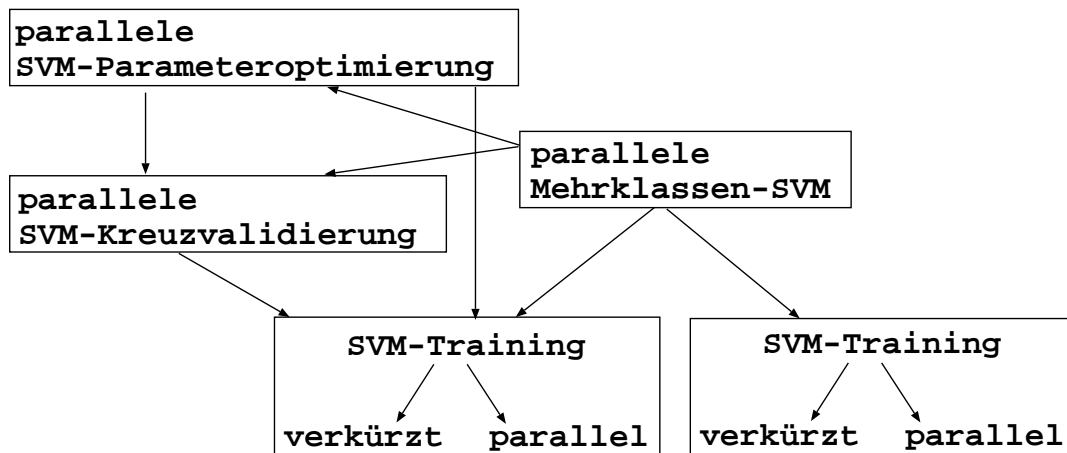 parallele
SVM-Parameteroptimierung
parallele
Mehrklassen-SVM
parallele
SVM-Kreuzvalidierung
SVM-Training
verkürzt parallel
SVM-Training
verkürzt parallel